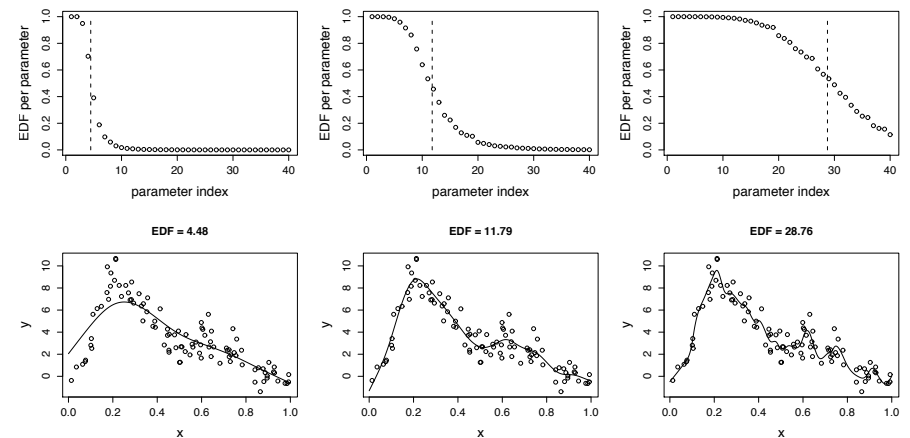 EDF per parameter
0.0 0.2 0.4 0.6 0.8 1.0
0 10 20 30 40
parameter index
EDF per parameter
0.0 0.2 0.4 0.6 0.8 1.0
0 10 20 30 40
parameter index
EDF per parameter
0.0 0.2 0.4 0.6 0.8 1.0
0 10 20 30 40
parameter index
EDF = 4.48
y
0 2 4 6 8 10
0.0 0.2 0.4 0.6 0.8 1.0
x
EDF = 11.79
y
0 2 4 6 8 10
0.0 0.2 0.4 0.6 0.8 1.0
x
EDF = 28.76
y
0 2 4 6 8 10
0.0 0.2 0.4 0.6 0.8 1.0
x